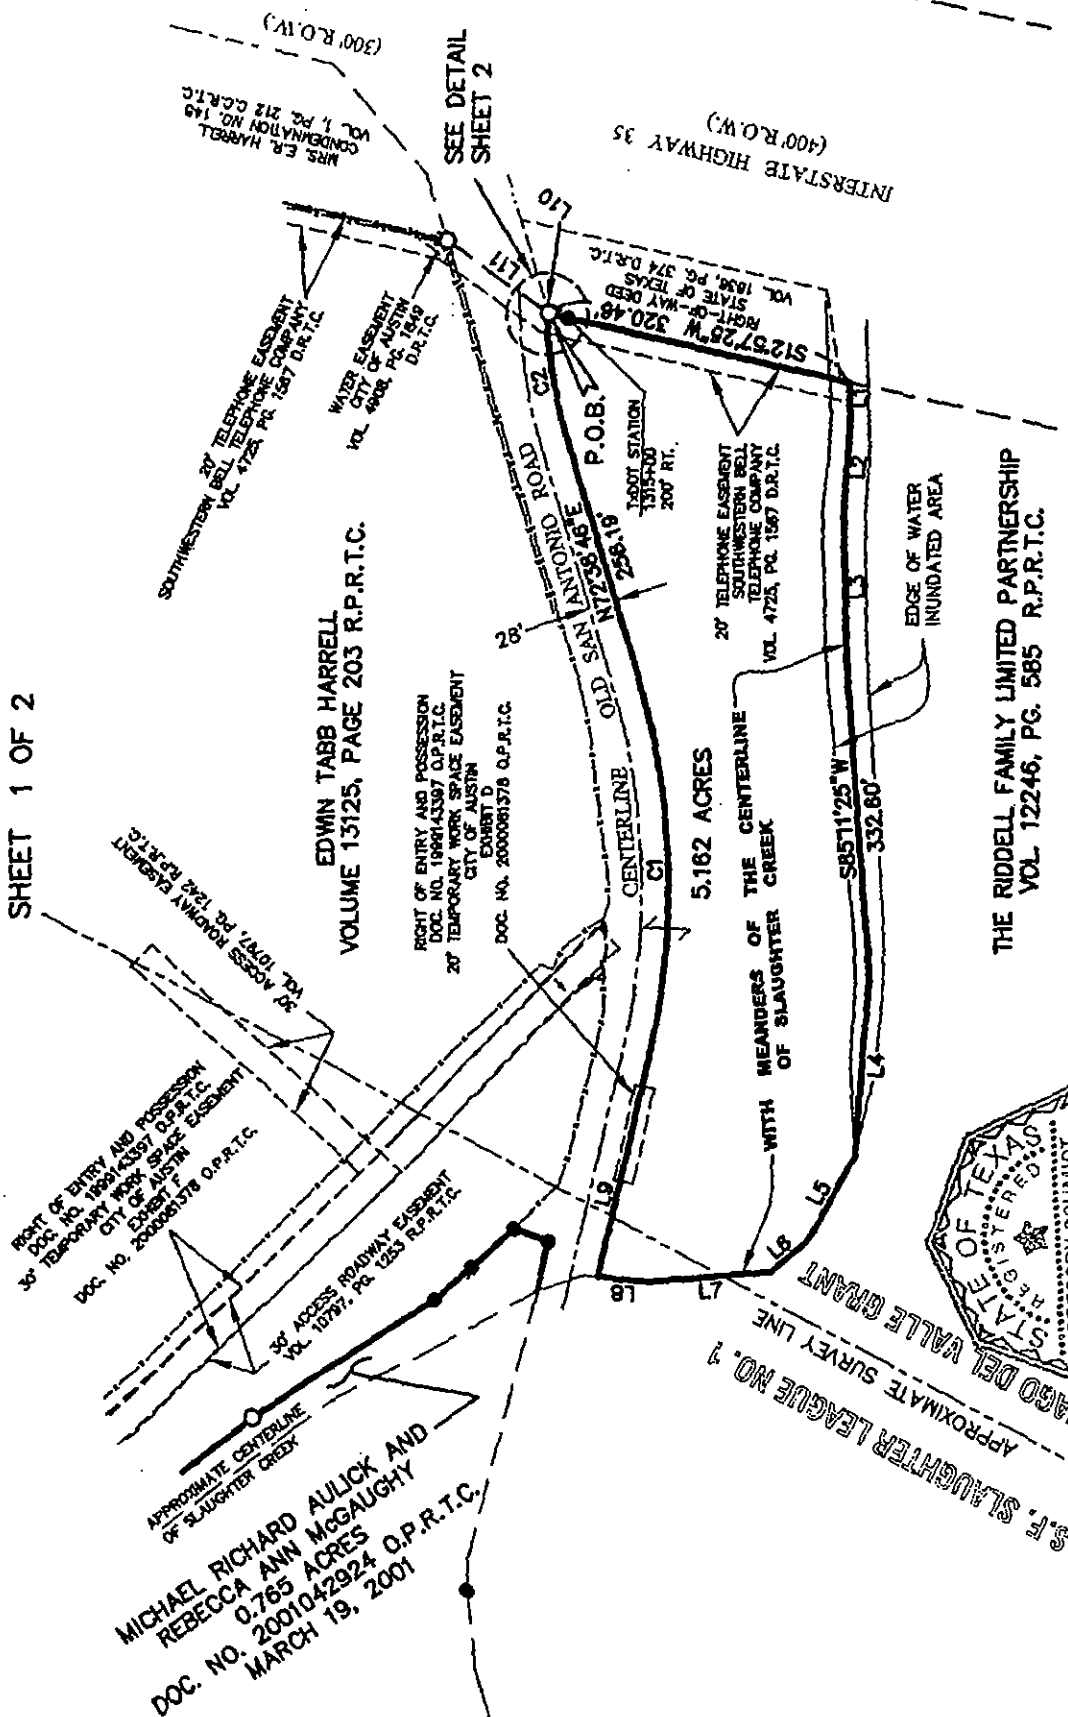 SHEET 1 OF 2
(300' R.O.W.)
MRS. E.R. HARRELL
CONDEMNATION NO. 149
VOL. 1, PG. 212 C.C.R.T.C.
SEE DETAIL
SHEET 2
INTERSTATE HIGHWAY 35
(400' R.O.W.)
20' TELEPHONE EASEMENT
SOUTHWESTERN BELL TELEPHONE COMPANY
VOL. 4725, PG. 1567 D.R.T.C.
WATER EASEMENT
CITY OF AUSTIN
VOL. 4908, PG. 1849
D.R.T.C.
L11
L10
RIGHT-OF-WAY DEED
STATE OF TEXAS
VOL. 1836, PG. 374 D.R.T.C.
S12°57'25"W 320.46'
C2
P.O.B.
TxDOT STATION
1315+00
200' RT.
EDWIN TABB HARRELL
VOLUME 13125, PAGE 203 R.P.R.T.C.
OLD SAN ANTONIO ROAD
N72°38'46"E
256.19'
28'
CENTERLINE
20' TELEPHONE EASEMENT
SOUTHWESTERN BELL
TELEPHONE COMPANY
VOL. 4725, PG. 1567 D.R.T.C.
L1
L2
L3
EDGE OF WATER
INUNDATED AREA
RIGHT OF ENTRY AND POSSESSION
DOC. NO. 1999143397 O.P.R.T.C.
20' TEMPORARY WORK SPACE EASEMENT
CITY OF AUSTIN
EXHIBIT D
DOC. NO. 2000081378 O.P.R.T.C.
C1
5.162 ACRES
WITH MEANDERS OF THE CENTERLINE
OF SLAUGHTER CREEK
S85°11'25"W
332.60'
THE RIDDELL FAMILY LIMITED PARTNERSHIP
VOL. 12246, PG. 585 R.P.R.T.C.
30' ACCESS ROADWAY EASEMENT
VOL. 10797, PG. 1242 R.P.R.T.C.
RIGHT OF ENTRY AND POSSESSION
DOC. NO. 1999143397 O.P.R.T.C.
30' TEMPORARY WORK SPACE EASEMENT
CITY OF AUSTIN
EXHIBIT F
DOC. NO. 2000081378 O.P.R.T.C.
30' ACCESS ROADWAY EASEMENT
VOL. 10797, PG. 1253 R.P.R.T.C.
L4
L5
L6
L7
L8
L9
APPROXIMATE CENTERLINE
OF SLAUGHTER CREEK
MICHAEL RICHARD AULICK AND
REBECCA ANN McGAUGHY
0.765 ACRES
DOC. NO. 2001042924 O.P.R.T.C.
MARCH 19, 2001
DEL VALLE GRANT
APPROXIMATE SURVEY LINE
S.F. SLAUGHTER LEAGUE NO. 1
STATE OF TEXAS
REGISTERED